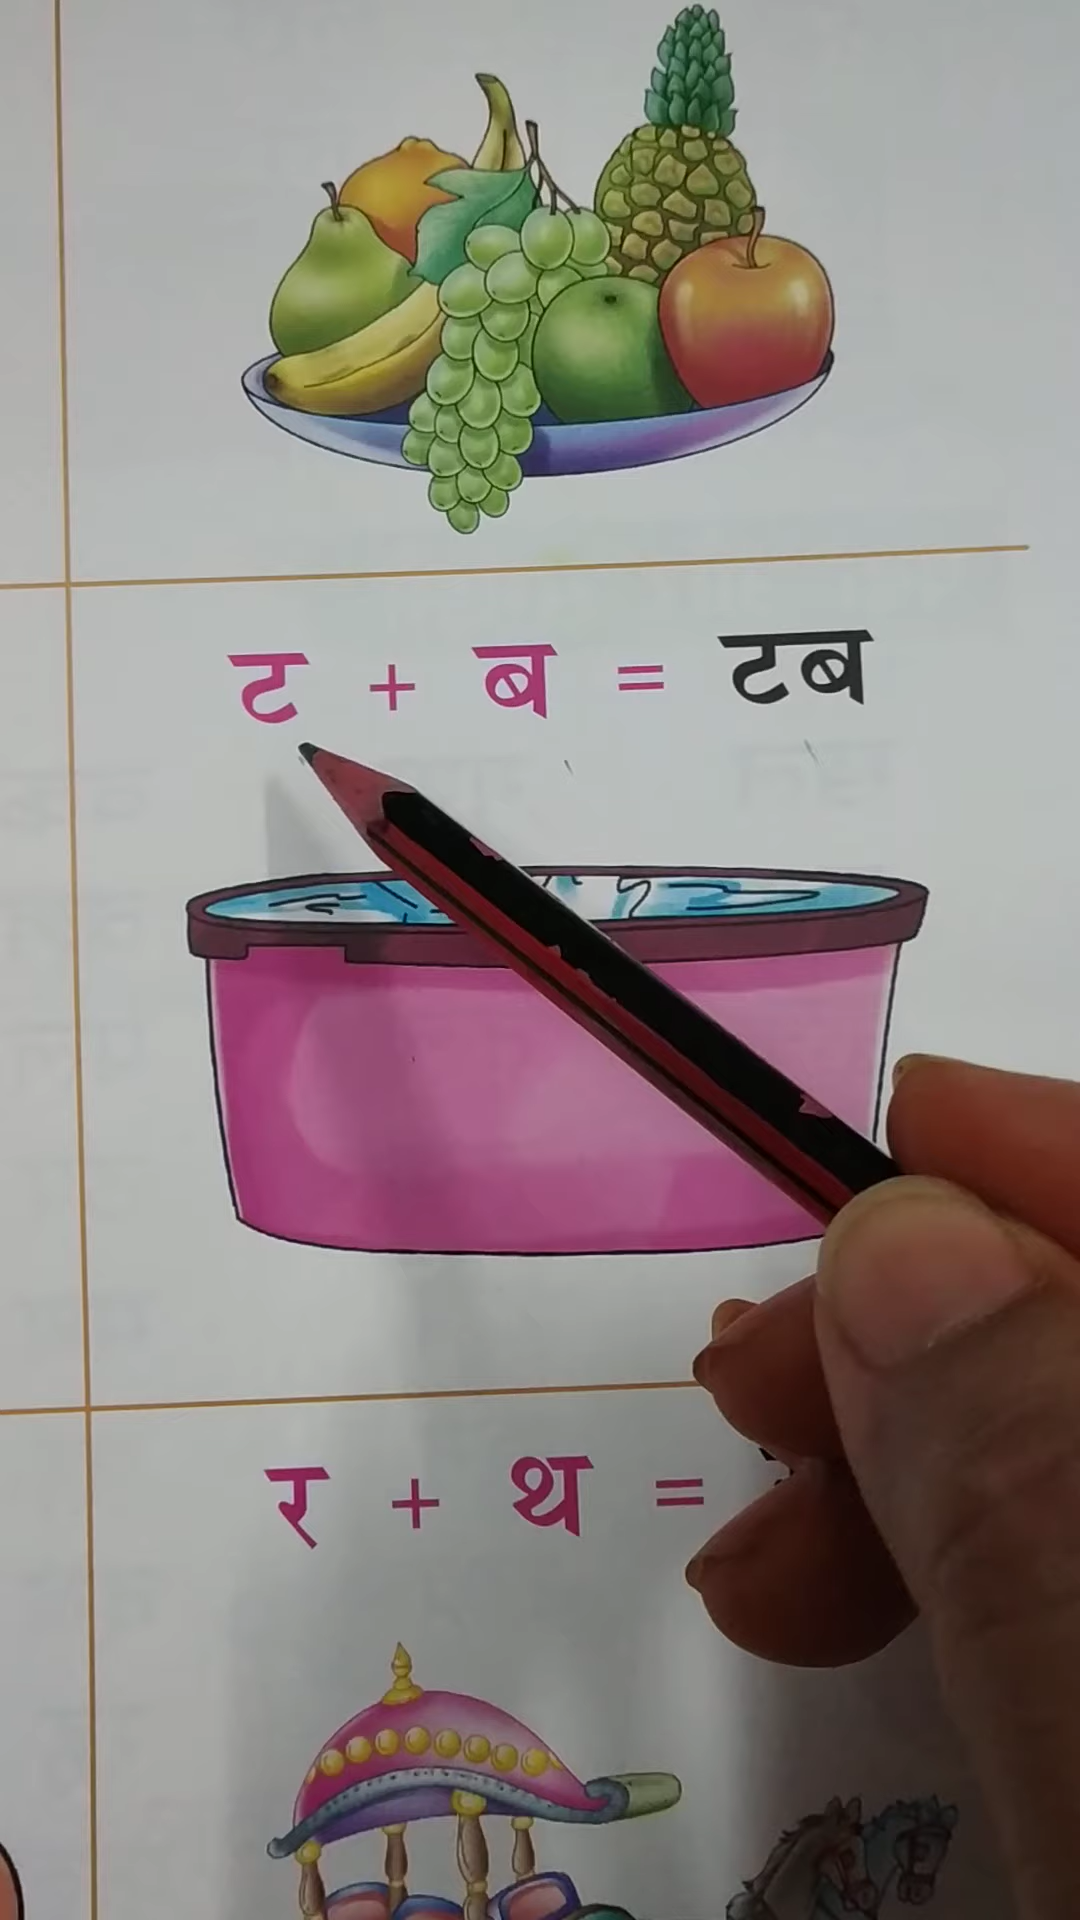 ट + ब = टब
र + थ =